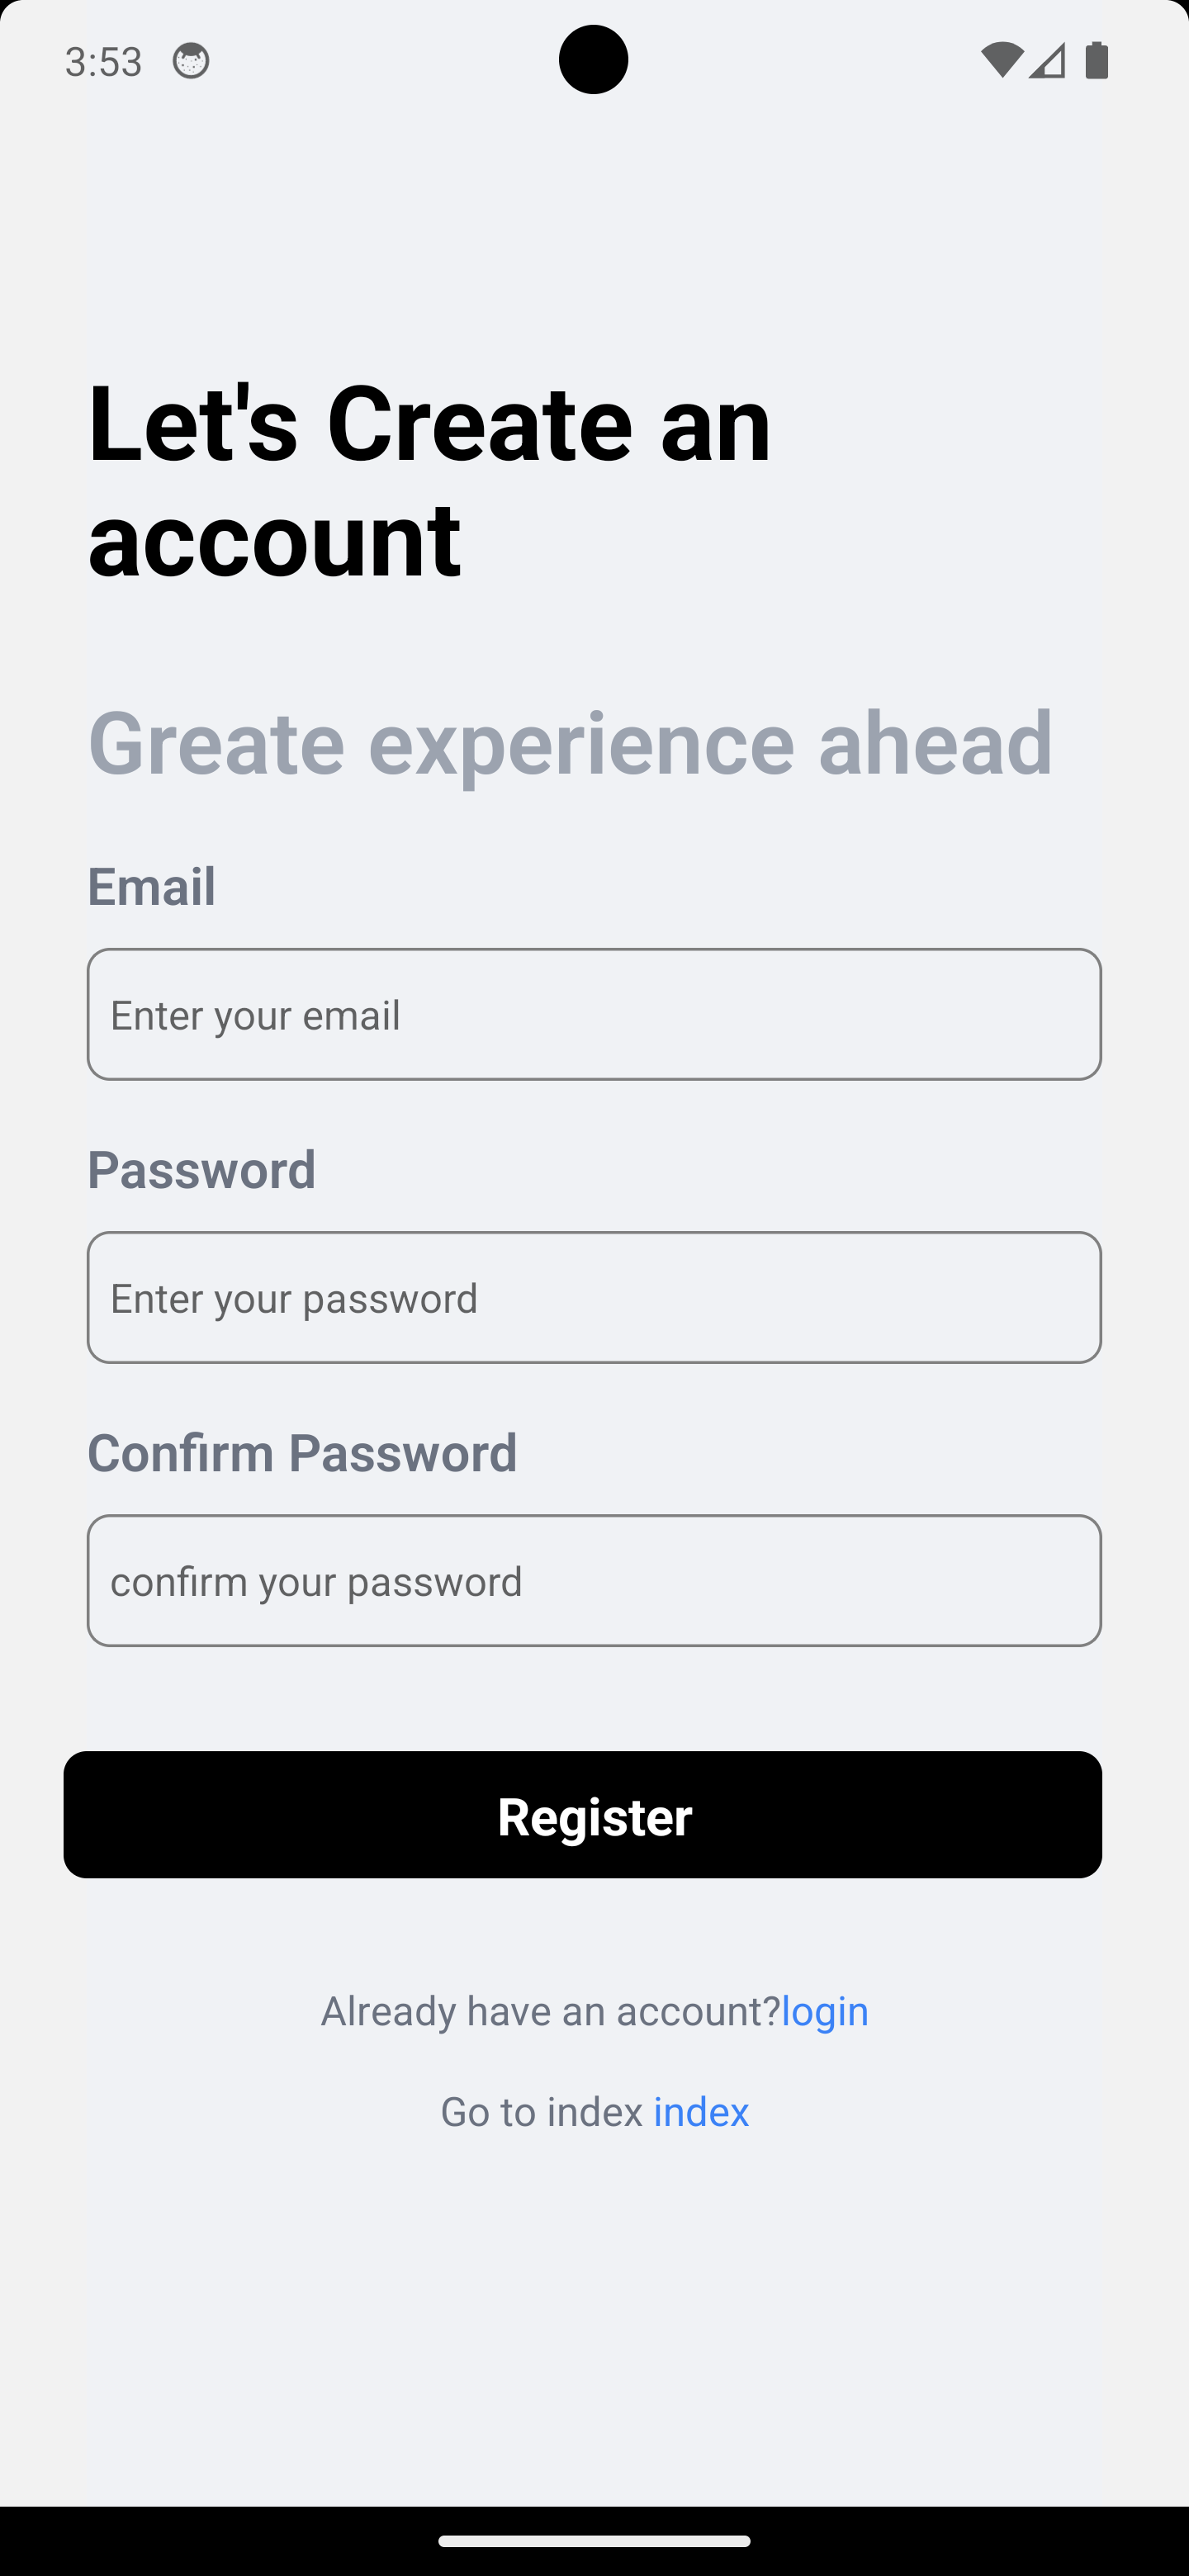 3:53
Let's Create an
account
Greate experience ahead
Email
Enter your email
Password
Enter your password
Confirm Password
confirm your password
Register
Already have an account?login
Go to index index